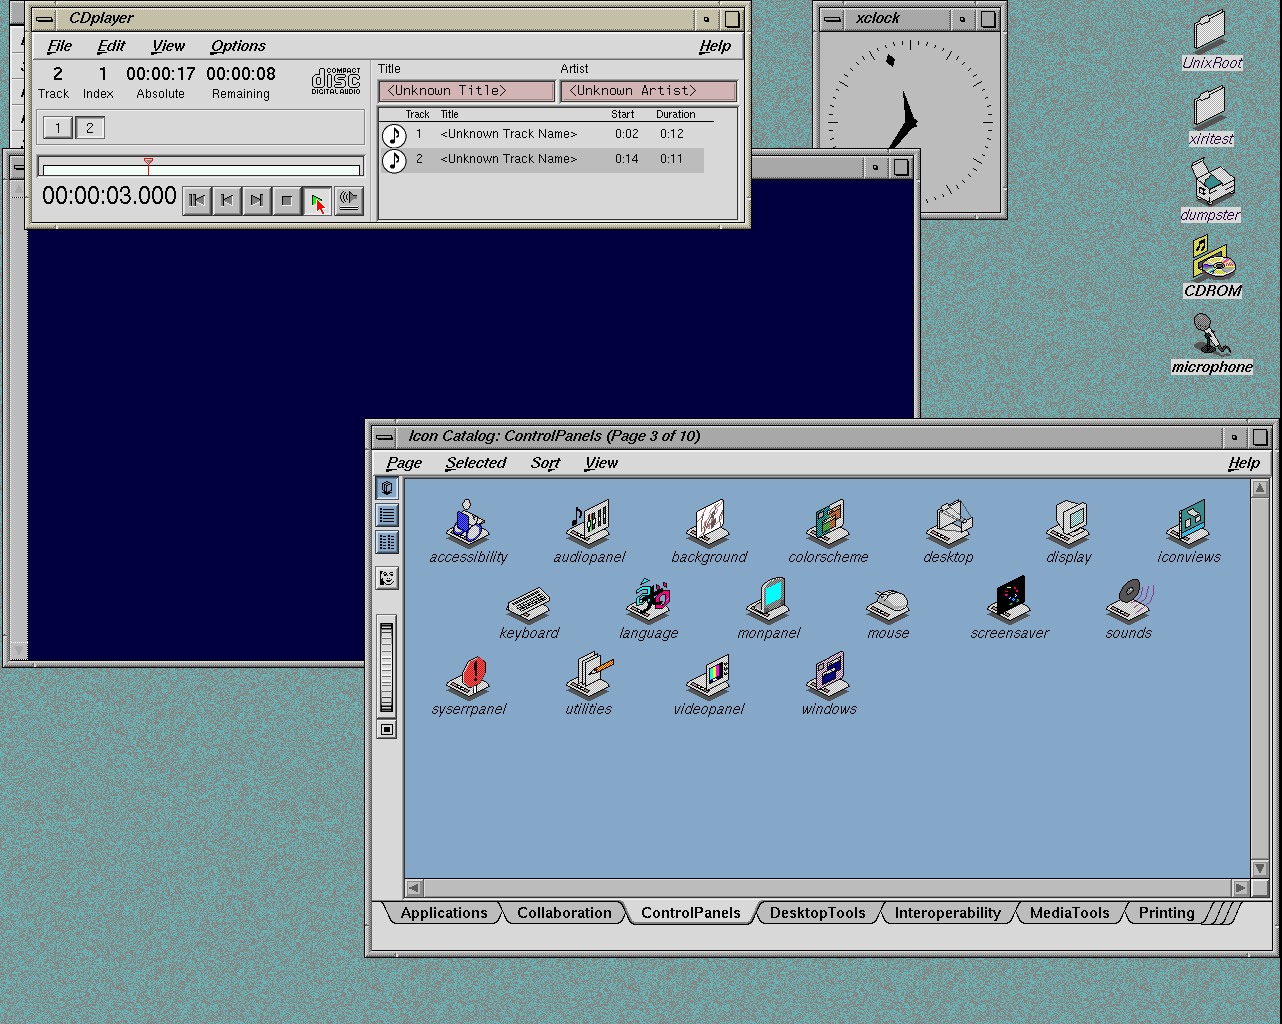 CDplayer
File Edit View Options Help
2 1 00:00:17 00:00:08
Track Index Absolute Remaining
COMPACT
disc
DIGITAL AUDIO
1 2
00:00:03.000
Title Artist
<Unknown Title> <Unknown Artist>
Track Title Start Duration
1 <Unknown Track Name> 0:02 0:12
2 <Unknown Track Name> 0:14 0:11
xclock
UnixRoot
xiritest
dumpster
CDROM
microphone
Icon Catalog: ControlPanels (Page 3 of 10)
Page Selected Sort View Help
accessibility audiopanel background colorscheme desktop display iconviews
keyboard language monpanel mouse screensaver sounds
syserrpanel utilities videopanel windows
Applications Collaboration ControlPanels DesktopTools Interoperability MediaTools Printing